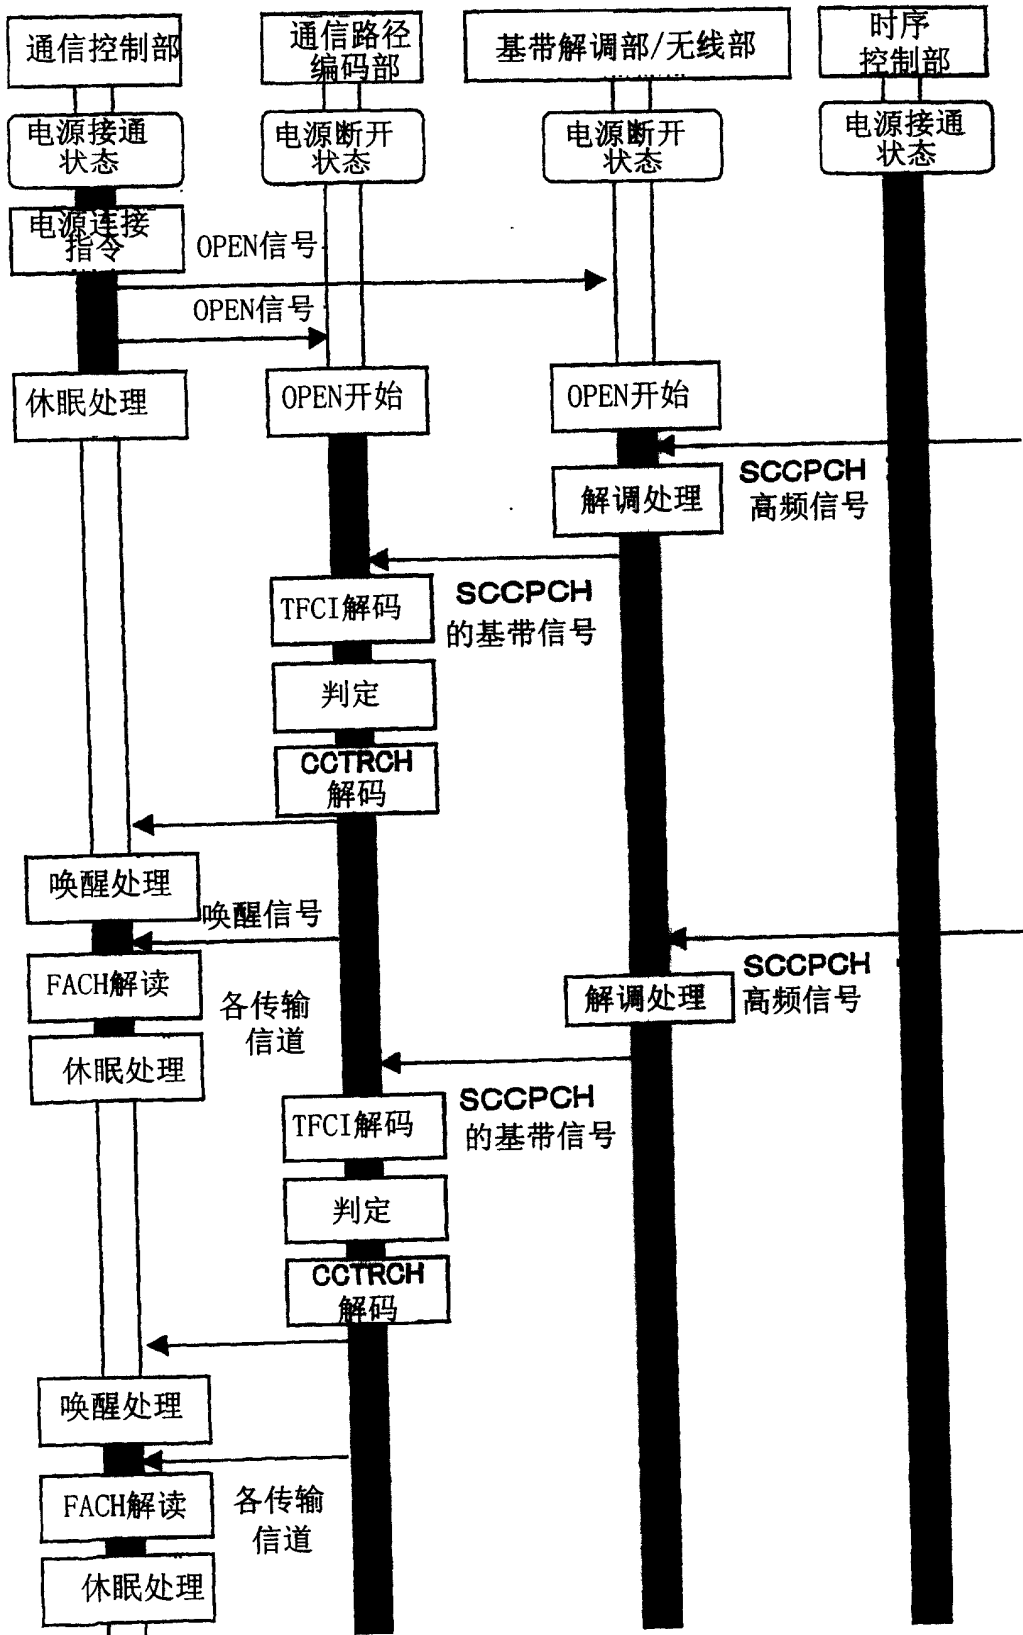 通信控制部
通信路径
编码部
基带解调部/无线部
时序
控制部
电源接通
状态
电源断开
状态
电源断开
状态
电源接通
状态
电源连接
指令
OPEN信号
OPEN信号
休眠处理
OPEN开始
OPEN开始
SCCPCH
高频信号
解调处理
SCCPCH
的基带信号
TFCI解码
判定
CCTRCH
解码
唤醒处理
唤醒信号
FACH解读
各传输
信道
休眠处理
SCCPCH
高频信号
解调处理
SCCPCH
的基带信号
TFCI解码
判定
CCTRCH
解码
唤醒处理
FACH解读
各传输
信道
休眠处理